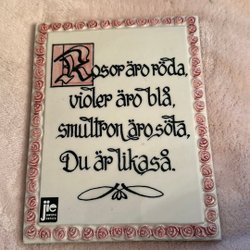 Rosor äro röda,
violer äro blå,
smultron äro söta,
Du är likaså.
jie